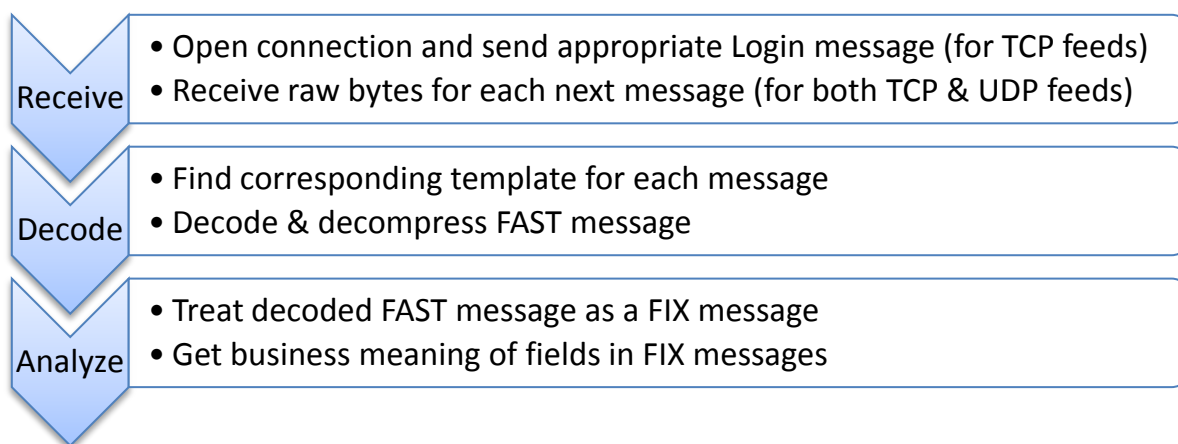 Receive
• Open connection and send appropriate Login message (for TCP feeds)
• Receive raw bytes for each next message (for both TCP & UDP feeds)
Decode
• Find corresponding template for each message
• Decode & decompress FAST message
Analyze
• Treat decoded FAST message as a FIX message
• Get business meaning of fields in FIX messages